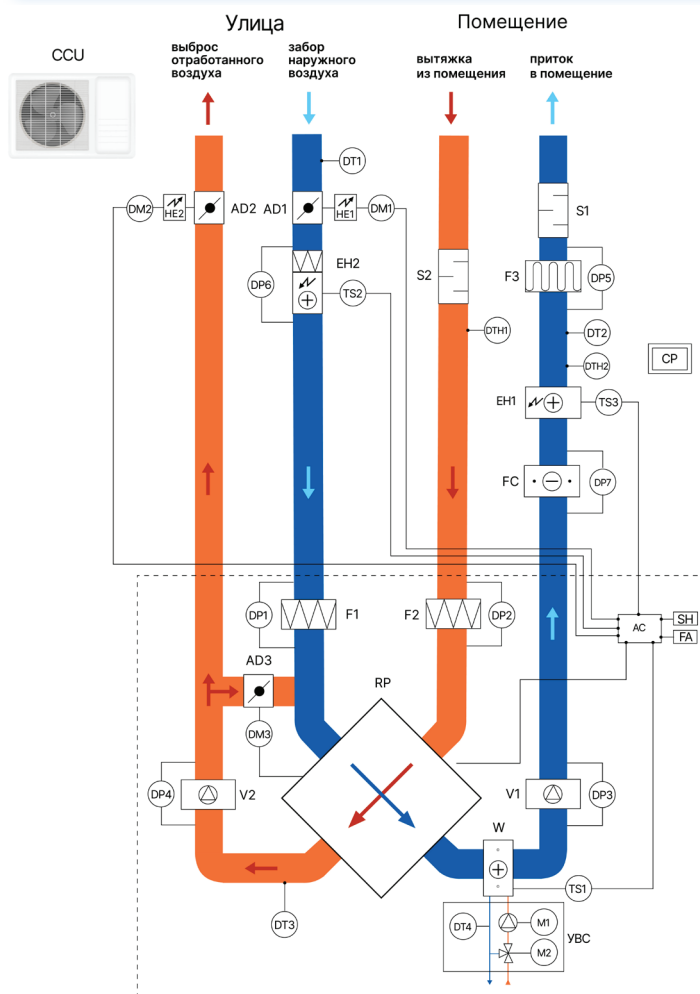 Улица
Помещение
CCU
выброс
отработанного
воздуха
забор
наружного
воздуха
вытяжка
из помещения
приток
в помещение
DT1
DM2
HE2
AD2
AD1
HE1
DM1
S1
EH2
DP6
TS2
S2
F3
DP5
DTH1
DT2
CP
DTH2
EH1
TS3
FC
DP7
DP1
F1
F2
DP2
AC
SH
FA
AD3
RP
DM3
DP4
V2
V1
DP3
W
TS1
DT3
DT4
M1
УВС
M2